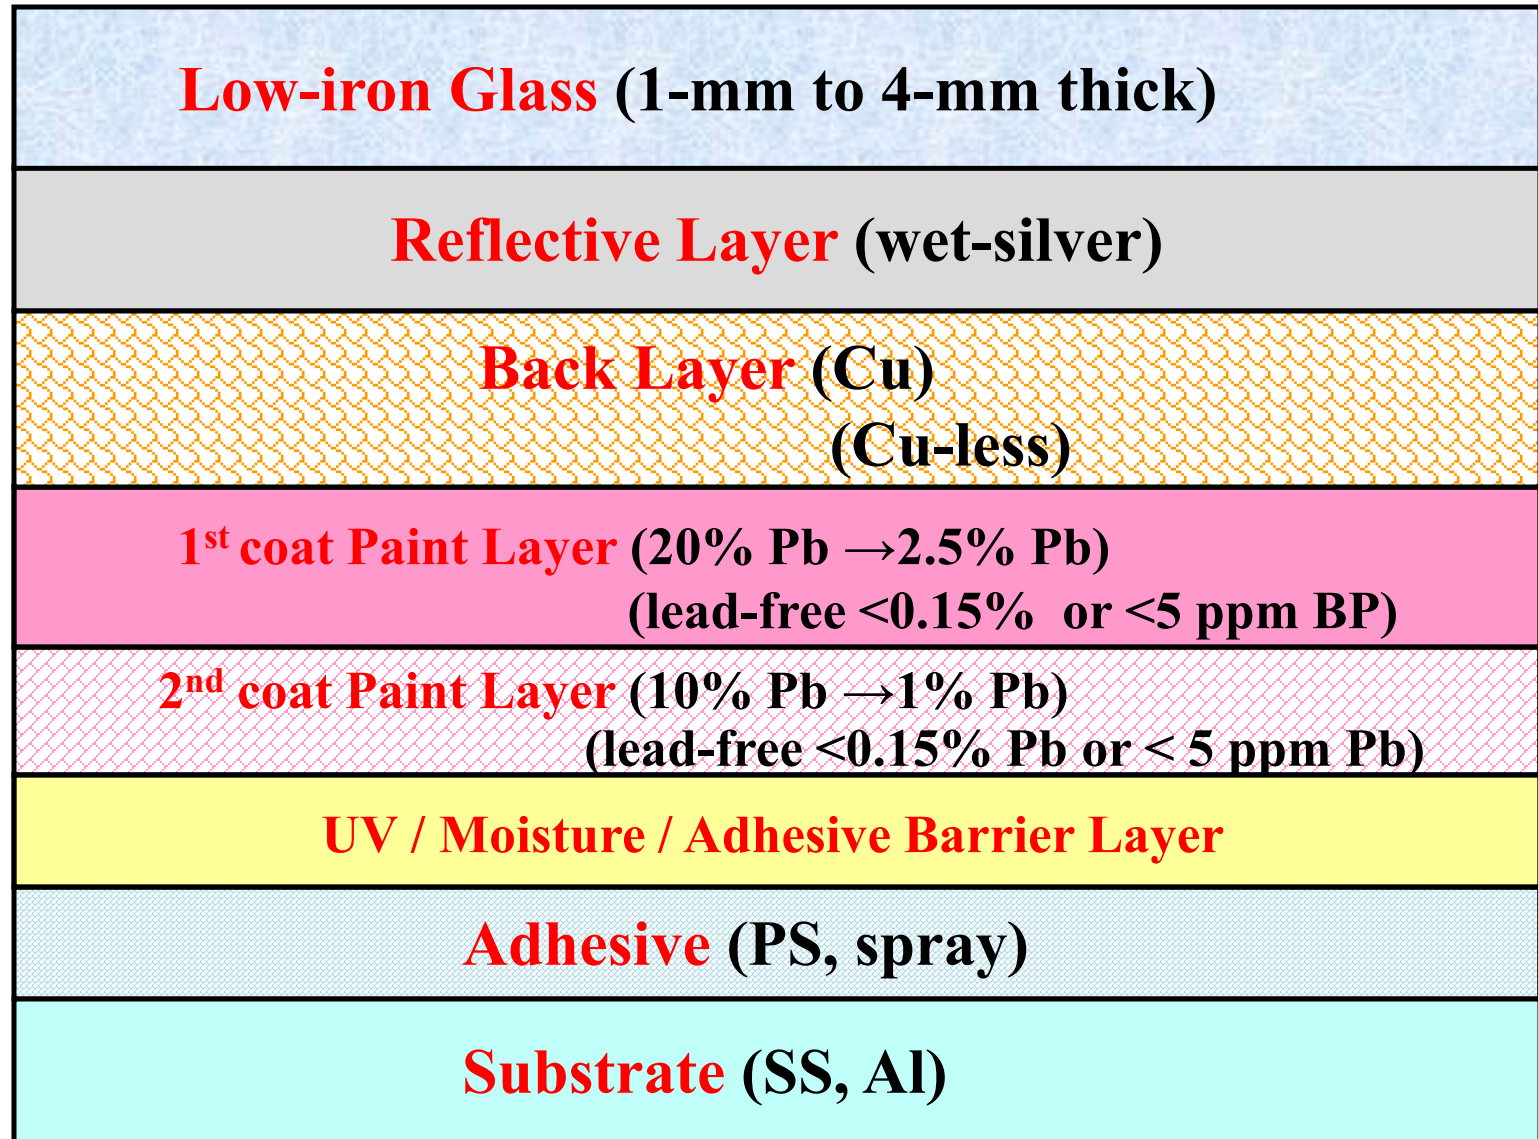 Low-iron Glass (1-mm to 4-mm thick)
Reflective Layer (wet-silver)
Back Layer (Cu)
(Cu-less)
1st coat Paint Layer (20% Pb →2.5% Pb)
(lead-free <0.15% or <5 ppm BP)
2nd coat Paint Layer (10% Pb →1% Pb)
(lead-free <0.15% Pb or < 5 ppm Pb)
UV / Moisture / Adhesive Barrier Layer
Adhesive (PS, spray)
Substrate (SS, Al)